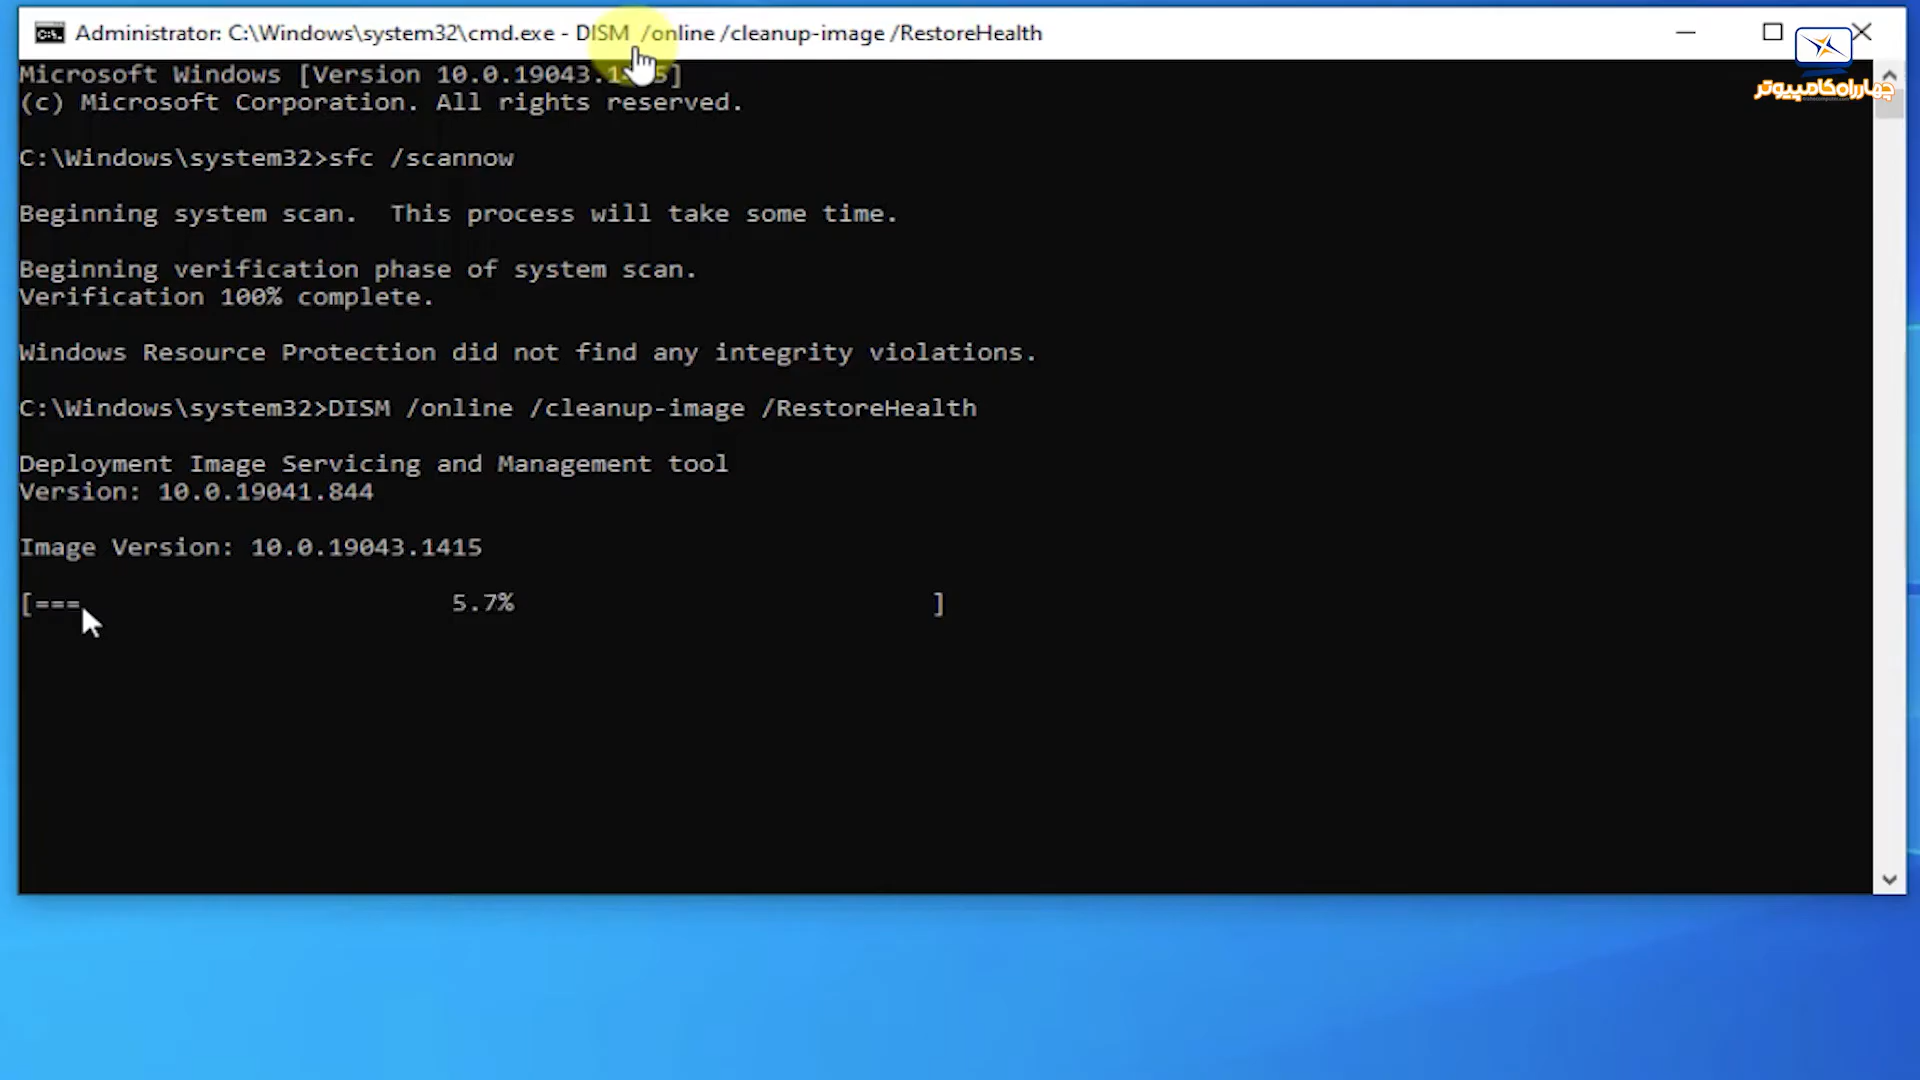 Administrator: C:\Windows\system32\cmd.exe - DISM /online /cleanup-image /RestoreHealth
Microsoft Windows [Version 10.0.19043.
(c) Microsoft Corporation. All rights reserved.
چهارراه کامپیوتر
C:\Windows\system32>sfc /scannow
Beginning system scan.  This process will take some time.
Beginning verification phase of system scan.
Verification 100% complete.
Windows Resource Protection did not find any integrity violations.
C:\Windows\system32>DISM /online /cleanup-image /RestoreHealth
Deployment Image Servicing and Management tool
Version: 10.0.19041.844
Image Version: 10.0.19043.1415
[===                        5.7%                           ]